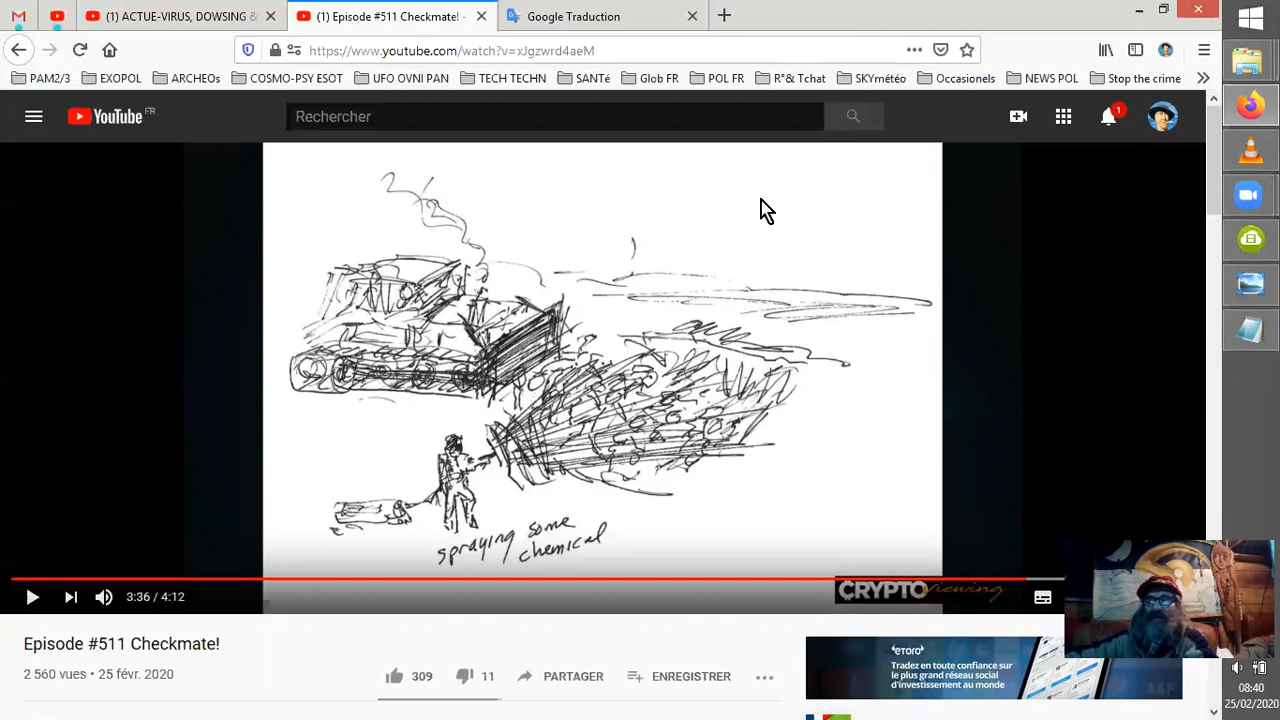 (1) ACTUE-VIRUS, DOWSING &
(1) Episode #511 Checkmate! -
Google Traduction
https://www.youtube.com/watch?v=xJgzwrd4aeM
PAM2/3 EXOPOL ARCHEOs COSMO-PSY ESOT UFO OVNI PAN TECH TECHN SANTé Glob FR POL FR R°& Tchat SKYmétéo Occasionels NEWS POL Stop the crime
YouTube FR
Rechercher
1
spraying some
chemical
CRYPTO Viewing
3:36 / 4:12
Episode #511 Checkmate!
2 560 vues • 25 févr. 2020
309
11
PARTAGER
ENREGISTRER
etoro
Tradez en toute confiance sur
le plus grand réseau social
d'investissement au monde
08:40
25/02/2020